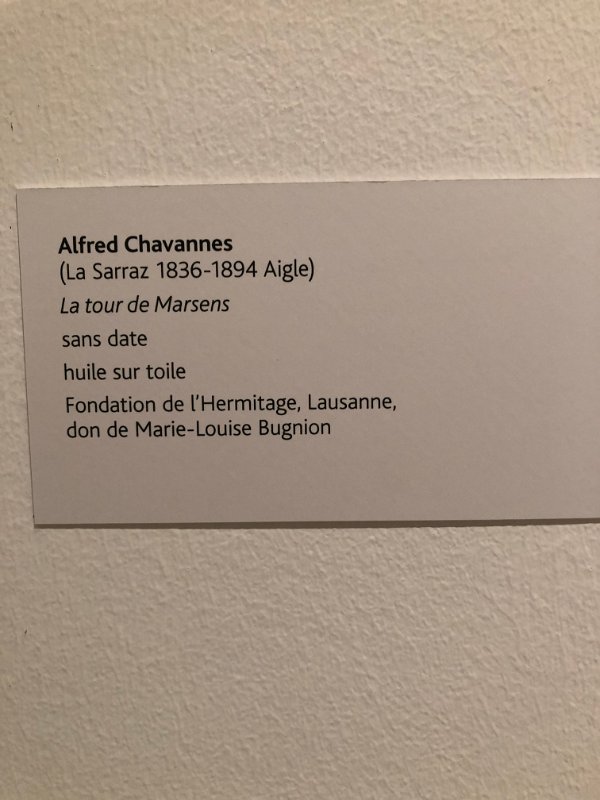 Alfred Chavannes
(La Sarraz 1836-1894 Aigle)
La tour de Marsens
sans date
huile sur toile
Fondation de l'Hermitage, Lausanne,
don de Marie-Louise Bugnion